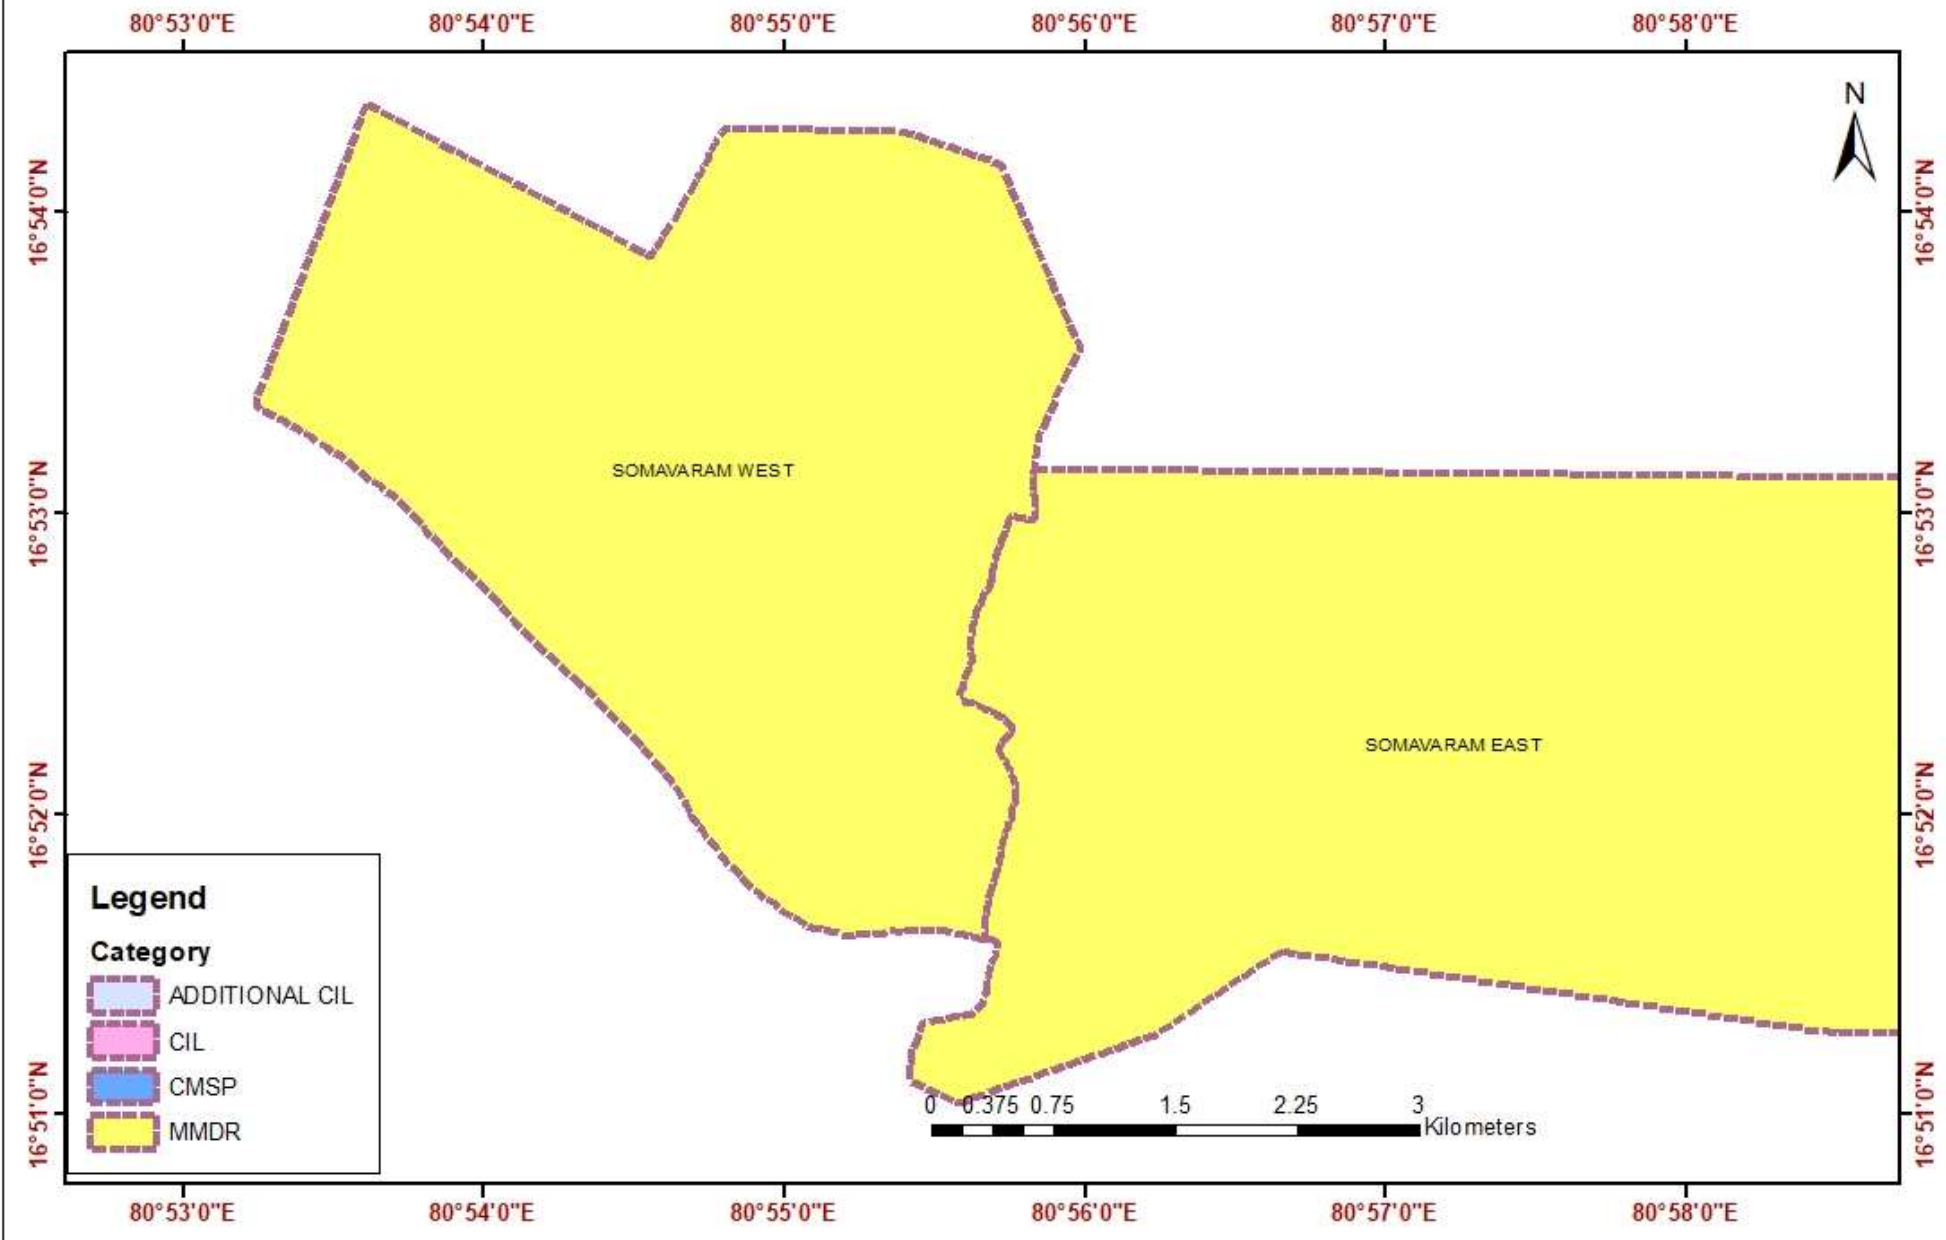 80°53'0"E 80°54'0"E 80°55'0"E 80°56'0"E 80°57'0"E 80°58'0"E
N
16°54'0"N 16°54'0"N
SOMAVARAM WEST
16°53'0"N 16°53'0"N
SOMAVARAM EAST
16°52'0"N 16°52'0"N
Legend
Category
ADDITIONAL CIL
CIL
CMSP
MMDR
0 0.375 0.75 1.5 2.25 3
Kilometers
16°51'0"N 16°51'0"N
80°53'0"E 80°54'0"E 80°55'0"E 80°56'0"E 80°57'0"E 80°58'0"E